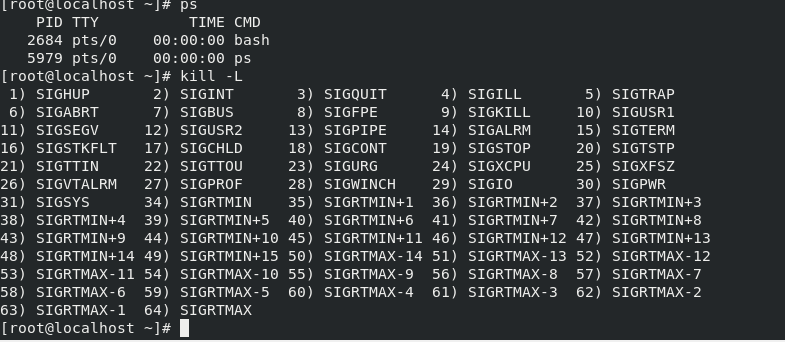 [root@localhost ~]# ps
    PID TTY          TIME CMD
   2684 pts/0    00:00:00 bash
   5979 pts/0    00:00:00 ps
[root@localhost ~]# kill -L
 1) SIGHUP       2) SIGINT       3) SIGQUIT      4) SIGILL       5) SIGTRAP
 6) SIGABRT      7) SIGBUS       8) SIGFPE       9) SIGKILL     10) SIGUSR1
11) SIGSEGV     12) SIGUSR2     13) SIGPIPE     14) SIGALRM     15) SIGTERM
16) SIGSTKFLT   17) SIGCHLD     18) SIGCONT     19) SIGSTOP     20) SIGTSTP
21) SIGTTIN     22) SIGTTOU     23) SIGURG      24) SIGXCPU     25) SIGXFSZ
26) SIGVTALRM   27) SIGPROF     28) SIGWINCH    29) SIGIO       30) SIGPWR
31) SIGSYS      34) SIGRTMIN    35) SIGRTMIN+1  36) SIGRTMIN+2  37) SIGRTMIN+3
38) SIGRTMIN+4  39) SIGRTMIN+5  40) SIGRTMIN+6  41) SIGRTMIN+7  42) SIGRTMIN+8
43) SIGRTMIN+9  44) SIGRTMIN+10 45) SIGRTMIN+11 46) SIGRTMIN+12 47) SIGRTMIN+13
48) SIGRTMIN+14 49) SIGRTMIN+15 50) SIGRTMAX-14 51) SIGRTMAX-13 52) SIGRTMAX-12
53) SIGRTMAX-11 54) SIGRTMAX-10 55) SIGRTMAX-9  56) SIGRTMAX-8  57) SIGRTMAX-7
58) SIGRTMAX-6  59) SIGRTMAX-5  60) SIGRTMAX-4  61) SIGRTMAX-3  62) SIGRTMAX-2
63) SIGRTMAX-1  64) SIGRTMAX
[root@localhost ~]#